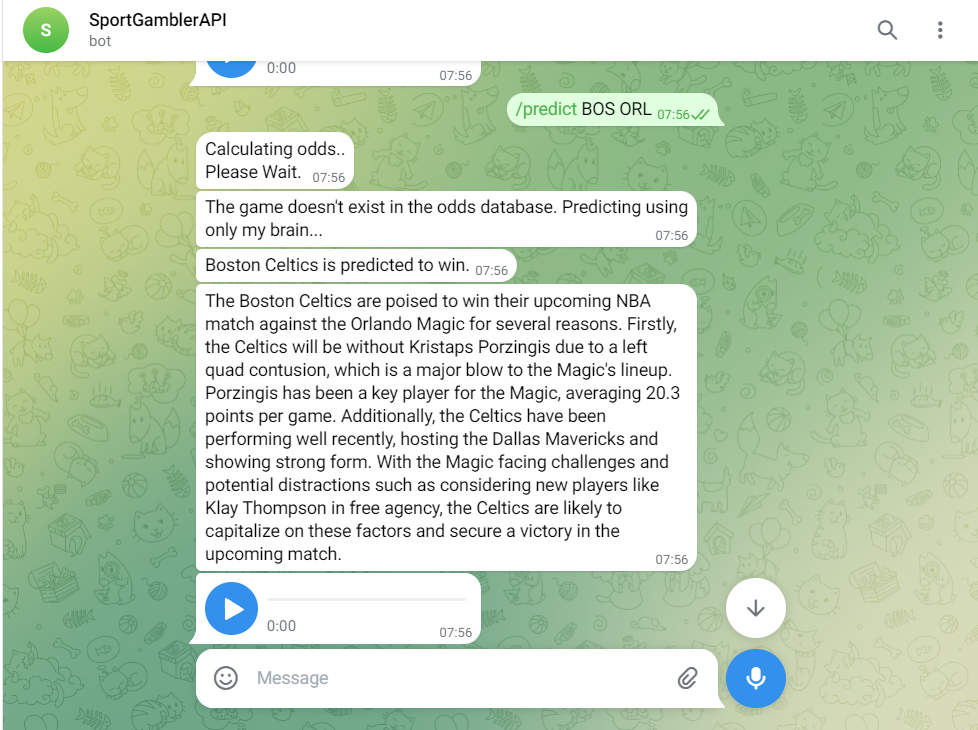 S
SportGamblerAPI
bot
0:00
07:56
/predict BOS ORL 07:56
Calculating odds..
Please Wait. 07:56
The game doesn't exist in the odds database. Predicting using
only my brain... 07:56
Boston Celtics is predicted to win. 07:56
The Boston Celtics are poised to win their upcoming NBA
match against the Orlando Magic for several reasons. Firstly,
the Celtics will be without Kristaps Porzingis due to a left
quad contusion, which is a major blow to the Magic's lineup.
Porzingis has been a key player for the Magic, averaging 20.3
points per game. Additionally, the Celtics have been
performing well recently, hosting the Dallas Mavericks and
showing strong form. With the Magic facing challenges and
potential distractions such as considering new players like
Klay Thompson in free agency, the Celtics are likely to
capitalize on these factors and secure a victory in the
upcoming match. 07:56
0:00
07:56
Message